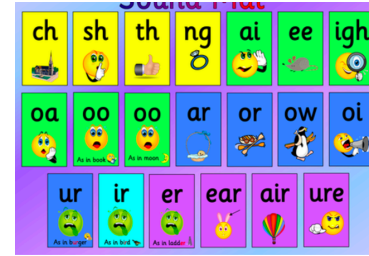 Sound Mat
ch sh th ng ai ee igh
oa oo oo ar or ow oi
As in book As in moon
ur ir er ear air ure
As in burger As in bird As in ladder